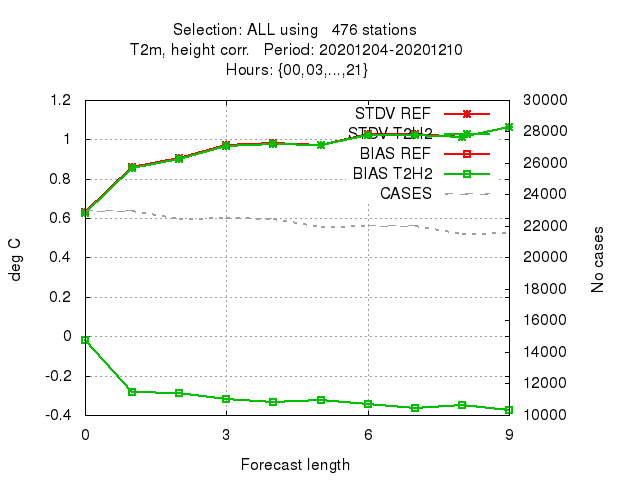 Selection: ALL using 476 stations
T2m, height corr. Period: 20201204-20201210
Hours: {00,03,...,21}
STDV REF
STDV T2H2
BIAS REF
BIAS T2H2
CASES
deg C
1.2
1
0.8
0.6
0.4
0.2
0
-0.2
-0.4
30000
28000
26000
24000
22000
20000
18000
16000
14000
12000
10000
No cases
0 3 6 9
Forecast length